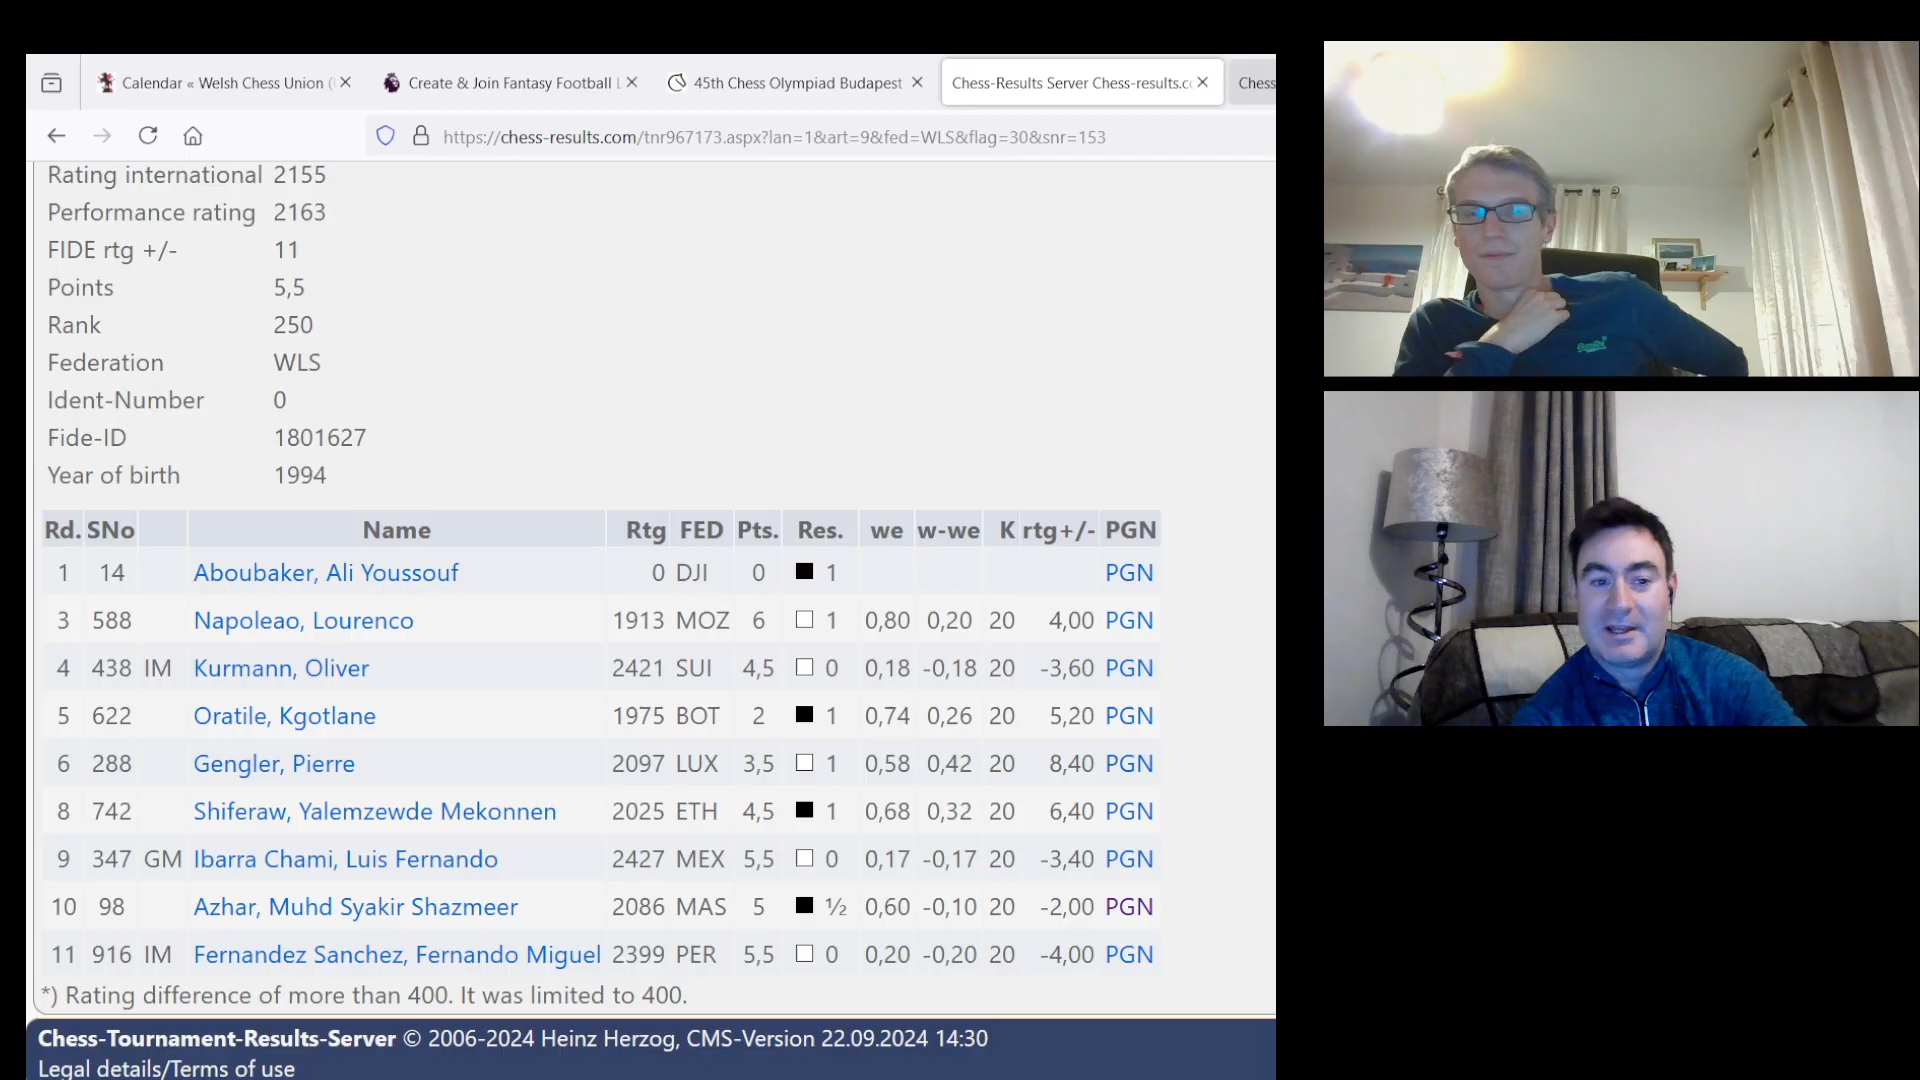 Calendar « Welsh Chess Union (
Create & Join Fantasy Football L
45th Chess Olympiad Budapest
Chess-Results Server Chess-results.co
Chess
https://chess-results.com/tnr967173.aspx?lan=1&art=9&fed=WLS&flag=30&snr=153
Rating international 2155
Performance rating 2163
FIDE rtg +/- 11
Points 5,5
Rank 250
Federation WLS
Ident-Number 0
Fide-ID 1801627
Year of birth 1994
Rd. SNo Name Rtg FED Pts. Res. we w-we K rtg+/- PGN
1 14 Aboubaker, Ali Youssouf 0 DJI 0 1 PGN
3 588 Napoleao, Lourenco 1913 MOZ 6 1 0,80 0,20 20 4,00 PGN
4 438 IM Kurmann, Oliver 2421 SUI 4,5 0 0,18 -0,18 20 -3,60 PGN
5 622 Oratile, Kgotlane 1975 BOT 2 1 0,74 0,26 20 5,20 PGN
6 288 Gengler, Pierre 2097 LUX 3,5 1 0,58 0,42 20 8,40 PGN
8 742 Shiferaw, Yalemzewde Mekonnen 2025 ETH 4,5 1 0,68 0,32 20 6,40 PGN
9 347 GM Ibarra Chami, Luis Fernando 2427 MEX 5,5 0 0,17 -0,17 20 -3,40 PGN
10 98 Azhar, Muhd Syakir Shazmeer 2086 MAS 5 ½ 0,60 -0,10 20 -2,00 PGN
11 916 IM Fernandez Sanchez, Fernando Miguel 2399 PER 5,5 0 0,20 -0,20 20 -4,00 PGN
*) Rating difference of more than 400. It was limited to 400.
Chess-Tournament-Results-Server © 2006-2024 Heinz Herzog, CMS-Version 22.09.2024 14:30
Legal details/Terms of use